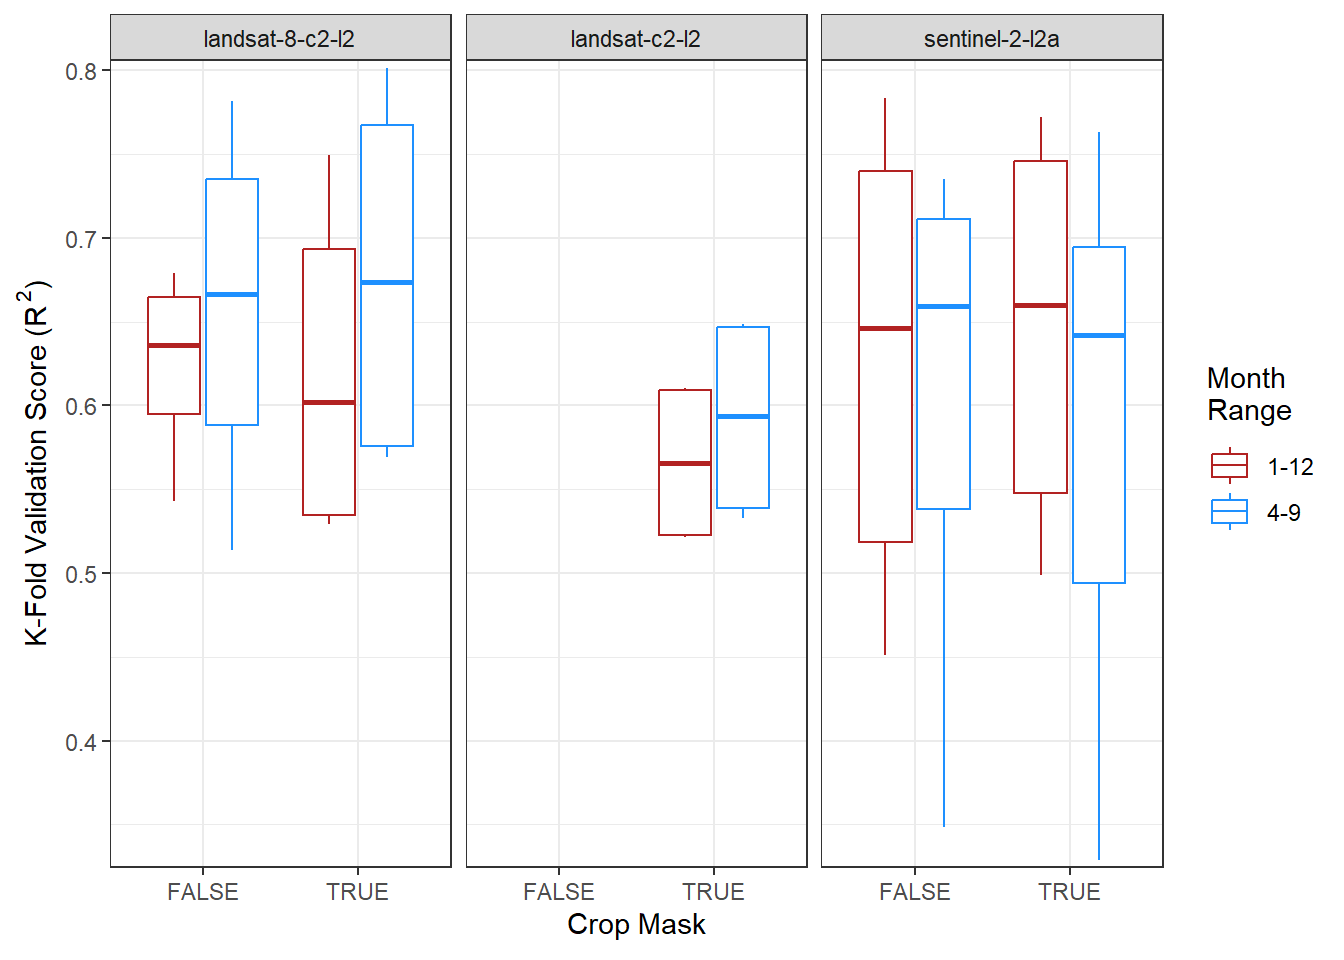 landsat-8-c2-l2
landsat-c2-l2
sentinel-2-l2a
K-Fold Validation Score (R²)
0.8
0.7
0.6
0.5
0.4
FALSE
TRUE
FALSE
TRUE
FALSE
TRUE
Crop Mask
Month
Range
1-12
4-9